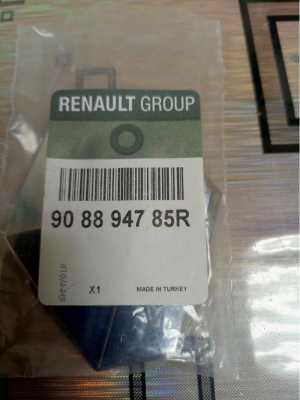 RENAULT GROUP
90 88 947 85R
X1 MADE IN TURKEY